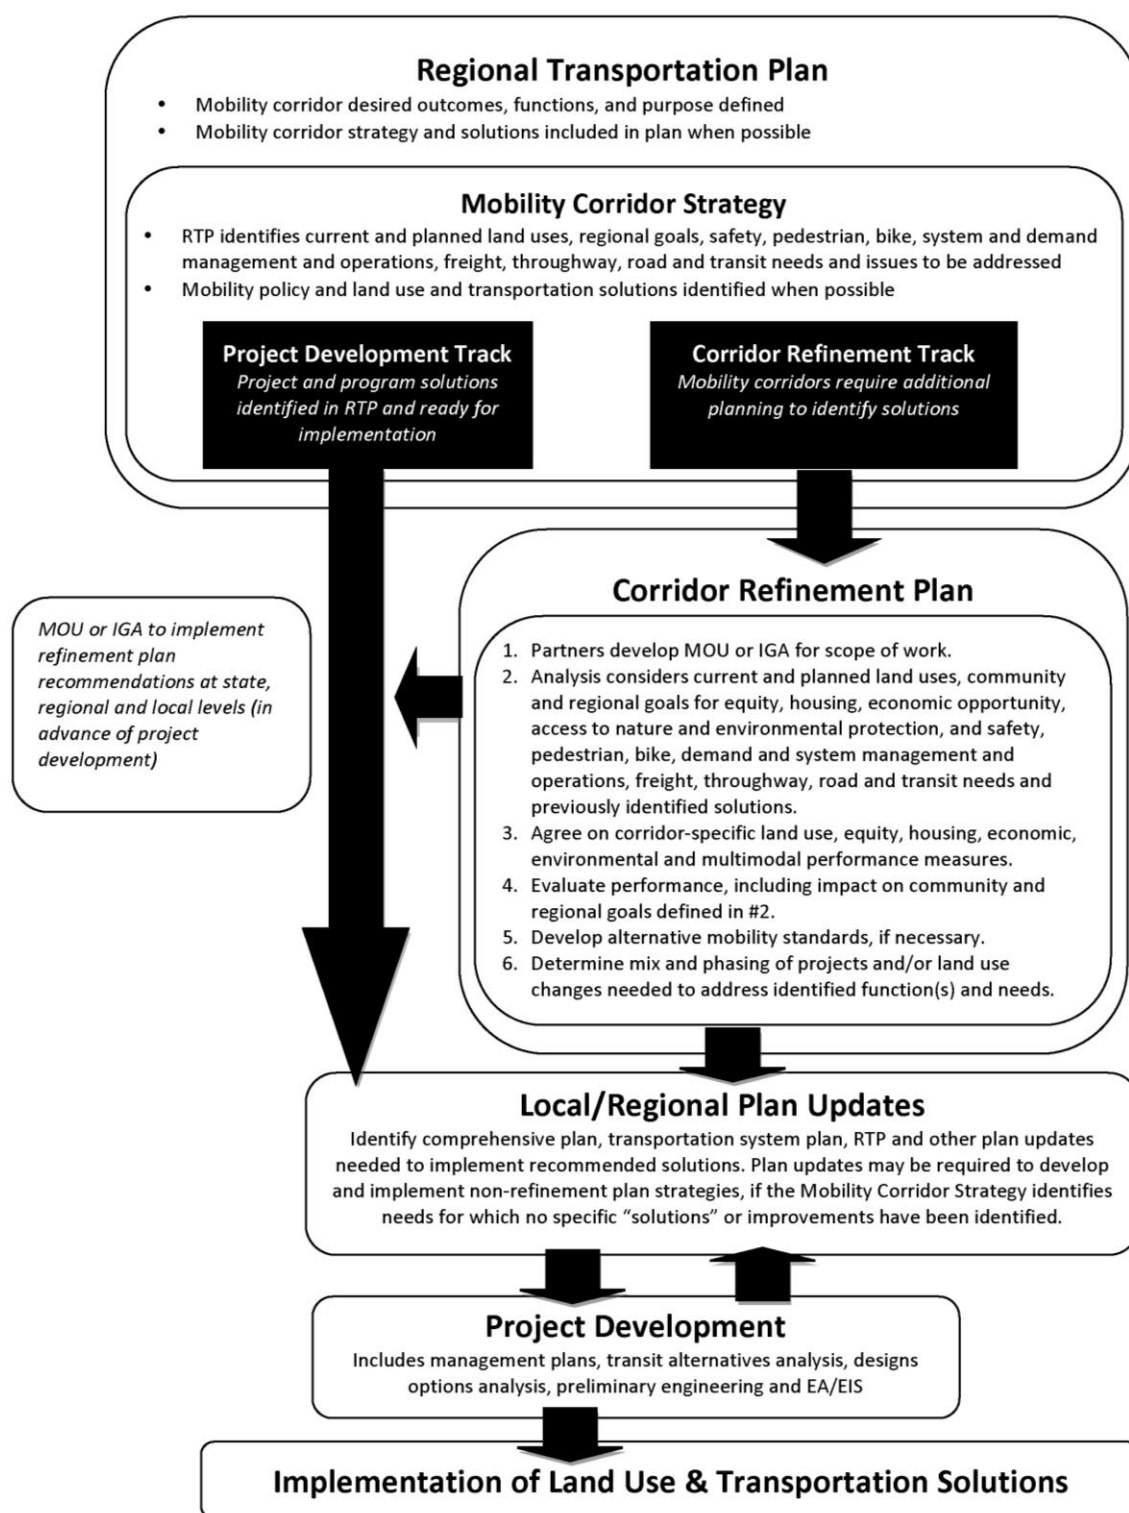 Regional Transportation Plan
• Mobility corridor desired outcomes, functions, and purpose defined
• Mobility corridor strategy and solutions included in plan when possible
Mobility Corridor Strategy
• RTP identifies current and planned land uses, regional goals, safety, pedestrian, bike, system and demand
management and operations, freight, throughway, road and transit needs and issues to be addressed
• Mobility policy and land use and transportation solutions identified when possible
Project Development Track
Project and program solutions
identified in RTP and ready for
implementation
Corridor Refinement Track
Mobility corridors require additional
planning to identify solutions
MOU or IGA to implement
refinement plan
recommendations at state,
regional and local levels (in
advance of project
development)
Corridor Refinement Plan
1. Partners develop MOU or IGA for scope of work.
2. Analysis considers current and planned land uses, community
and regional goals for equity, housing, economic opportunity,
access to nature and environmental protection, and safety,
pedestrian, bike, demand and system management and
operations, freight, throughway, road and transit needs and
previously identified solutions.
3. Agree on corridor-specific land use, equity, housing, economic,
environmental and multimodal performance measures.
4. Evaluate performance, including impact on community and
regional goals defined in #2.
5. Develop alternative mobility standards, if necessary.
6. Determine mix and phasing of projects and/or land use
changes needed to address identified function(s) and needs.
Local/Regional Plan Updates
Identify comprehensive plan, transportation system plan, RTP and other plan updates
needed to implement recommended solutions. Plan updates may be required to develop
and implement non-refinement plan strategies, if the Mobility Corridor Strategy identifies
needs for which no specific “solutions” or improvements have been identified.
Project Development
Includes management plans, transit alternatives analysis, designs
options analysis, preliminary engineering and EA/EIS
Implementation of Land Use & Transportation Solutions